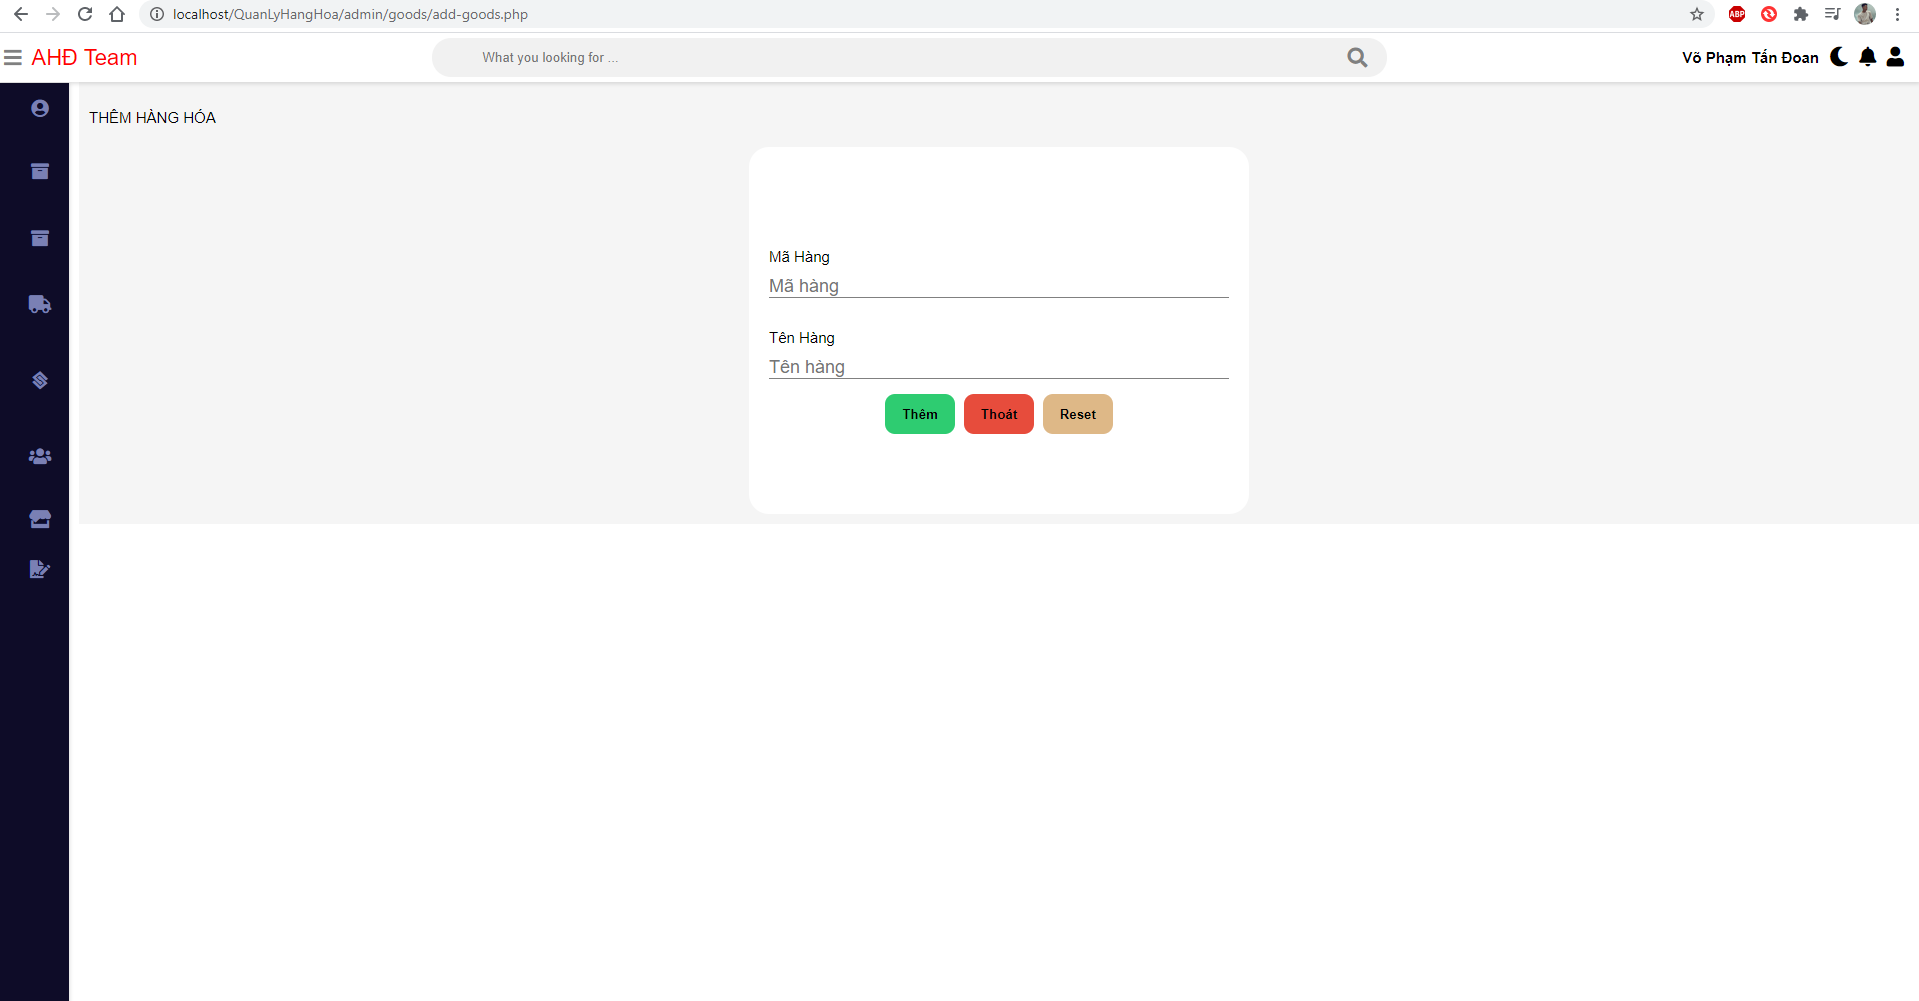 localhost/QuanLyHangHoa/admin/goods/add-goods.php
ABP
AHĐ Team
What you looking for ...
Võ Phạm Tấn Đoan
THÊM HÀNG HÓA
Mã Hàng
Mã hàng
Tên Hàng
Tên hàng
Thêm Thoát Reset